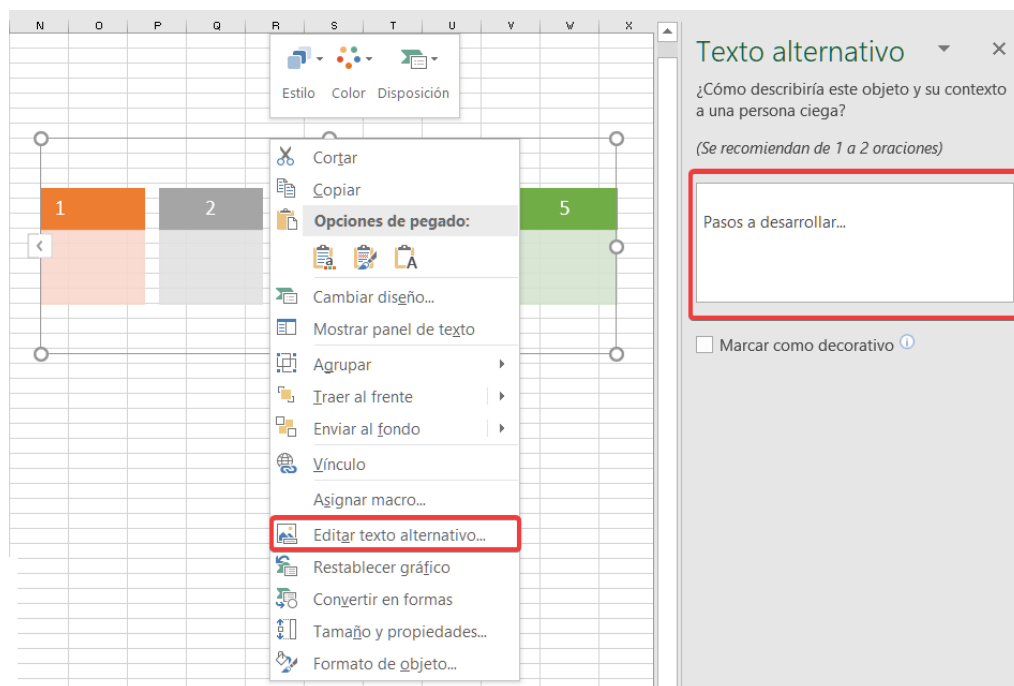 N O P Q R S T U V W X
Estilo Color Disposición
1 2 5
Cortar
Copiar
Opciones de pegado:
Cambiar diseño...
Mostrar panel de texto
Agrupar
Traer al frente
Enviar al fondo
Vínculo
Asignar macro...
Editar texto alternativo...
Restablecer gráfico
Convertir en formas
Tamaño y propiedades...
Formato de objeto...
Texto alternativo
¿Cómo describiría este objeto y su contexto
a una persona ciega?
(Se recomiendan de 1 a 2 oraciones)
Pasos a desarrollar...
Marcar como decorativo